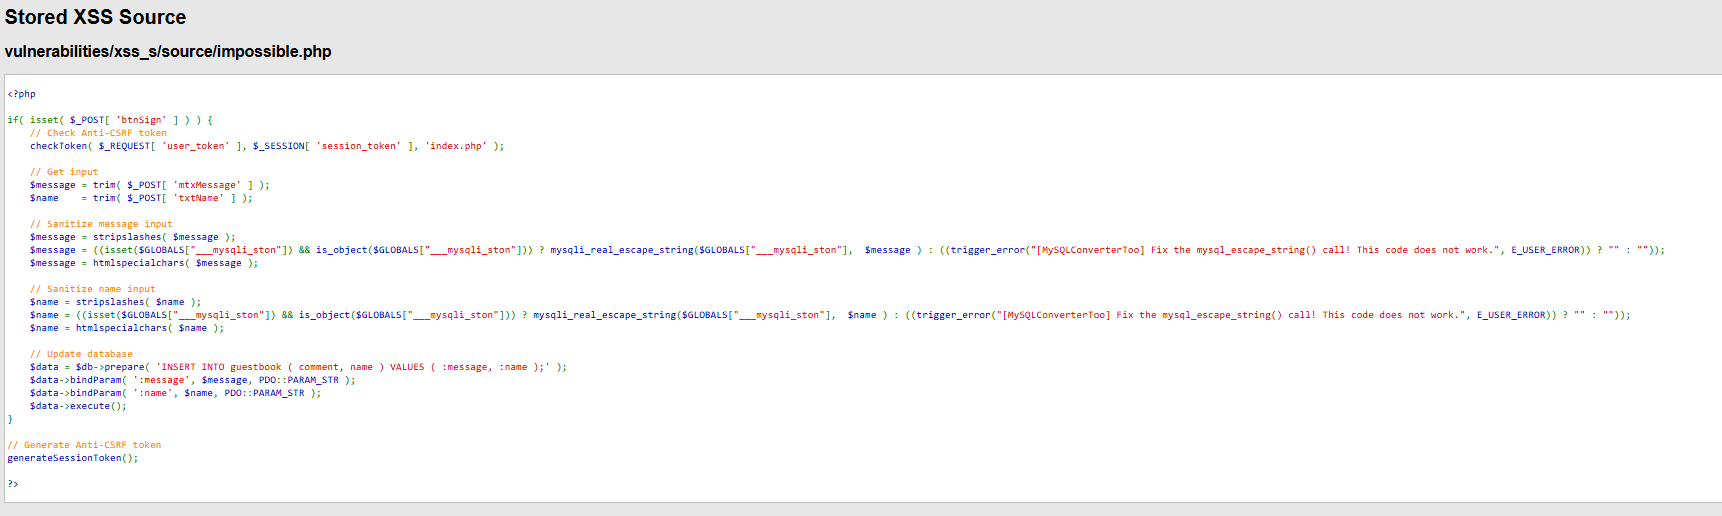 Stored XSS Source
vulnerabilities/xss_s/source/impossible.php
<?php
if( isset( $_POST[ 'btnSign' ] ) ) {
// Check Anti-CSRF token
checkToken( $_REQUEST[ 'user_token' ], $_SESSION[ 'session_token' ], 'index.php' );
// Get input
$message = trim( $_POST[ 'mtxMessage' ] );
$name    = trim( $_POST[ 'txtName' ] );
// Sanitize message input
$message = stripslashes( $message );
$message = ((isset($GLOBALS["___mysqli_ston"]) && is_object($GLOBALS["___mysqli_ston"])) ? mysqli_real_escape_string($GLOBALS["___mysqli_ston"],  $message ) : ((trigger_error("[MySQLConverterToo] Fix the mysql_escape_string() call! This code does not work.", E_USER_ERROR)) ? "" : ""));
$message = htmlspecialchars( $message );
// Sanitize name input
$name = stripslashes( $name );
$name = ((isset($GLOBALS["___mysqli_ston"]) && is_object($GLOBALS["___mysqli_ston"])) ? mysqli_real_escape_string($GLOBALS["___mysqli_ston"],  $name ) : ((trigger_error("[MySQLConverterToo] Fix the mysql_escape_string() call! This code does not work.", E_USER_ERROR)) ? "" : ""));
$name = htmlspecialchars( $name );
// Update database
$data = $db->prepare( 'INSERT INTO guestbook ( comment, name ) VALUES ( :message, :name );' );
$data->bindParam( ':message', $message, PDO::PARAM_STR );
$data->bindParam( ':name', $name, PDO::PARAM_STR );
$data->execute();
}
// Generate Anti-CSRF token
generateSessionToken();
?>